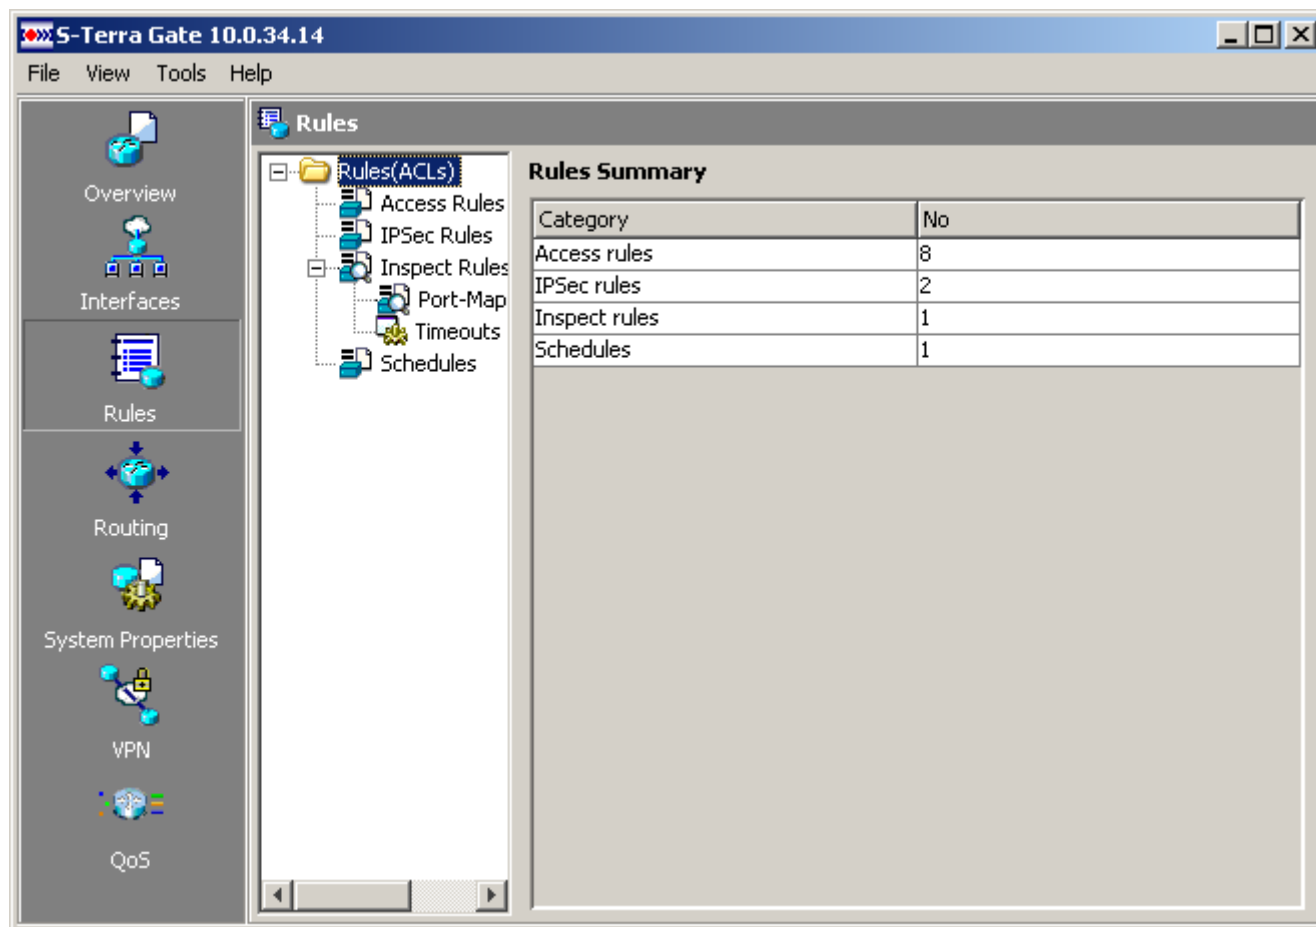 S-Terra Gate 10.0.34.14
File View Tools Help
Overview
Interfaces
Rules
Routing
System Properties
VPN
QoS
Rules
Rules(ACLs)
Access Rules
IPSec Rules
Inspect Rules
Port-Map
Timeouts
Schedules
Rules Summary
Category No
Access rules 8
IPSec rules 2
Inspect rules 1
Schedules 1